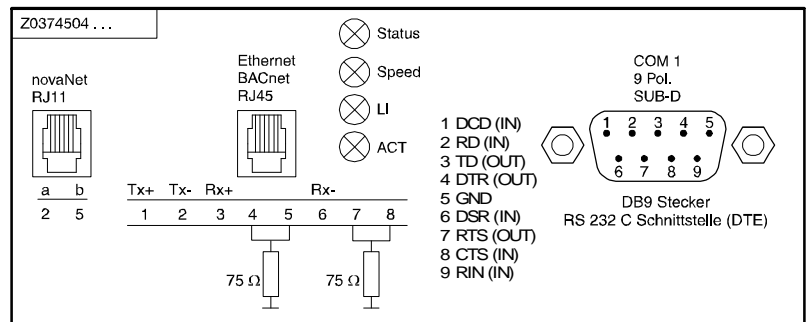 Z0374504 . . .
novaNet
RJ11
a b
2 5
Ethernet
BACnet
RJ45
Status
Speed
LI
ACT
Tx+ Tx- Rx+ Rx-
1 2 3 4 5 6 7 8
75 Ω 75 Ω
1 DCD (IN)
2 RD (IN)
3 TD (OUT)
4 DTR (OUT)
5 GND
6 DSR (IN)
7 RTS (OUT)
8 CTS (IN)
9 RIN (IN)
COM 1
9 Pol.
SUB-D
1 2 3 4 5
6 7 8 9
DB9 Stecker
RS 232 C Schnittstelle (DTE)